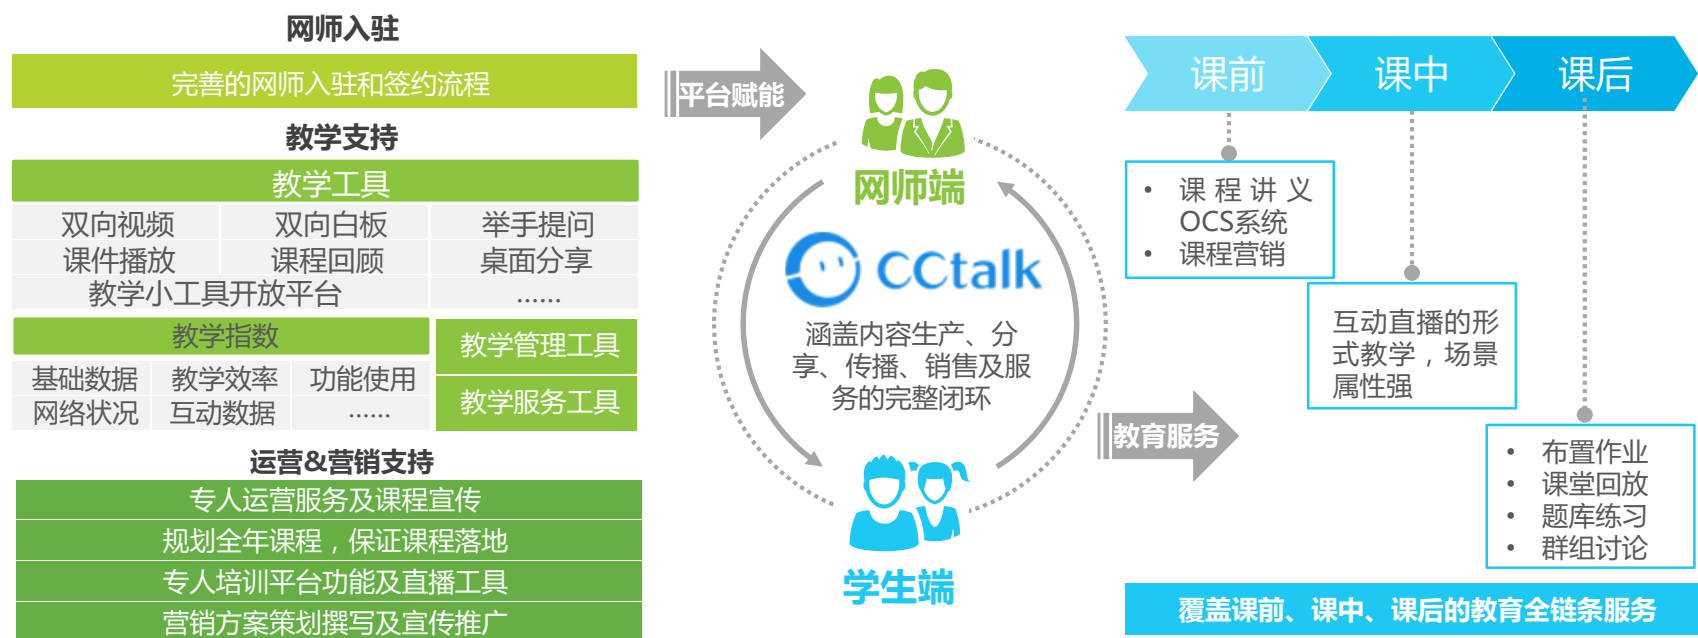 网师入驻
完善的网师入驻和签约流程
教学支持
教学工具
双向视频 双向白板 举手提问
课件播放 课程回顾 桌面分享
教学小工具开放平台 ......
教学指数
基础数据 教学效率 功能使用
网络状况 互动数据 ......
教学管理工具
教学服务工具
运营&营销支持
专人运营服务及课程宣传
规划全年课程，保证课程落地
专人培训平台功能及直播工具
营销方案策划撰写及宣传推广
平台赋能
网师端
CCtalk
涵盖内容生产、分
享、传播、销售及服
务的完整闭环
学生端
教育服务
课前 课中 课后
• 课程讲义
OCS系统
• 课程营销
互动直播的形
式教学，场景
属性强
• 布置作业
• 课堂回放
• 题库练习
• 群组讨论
覆盖课前、课中、课后的教育全链条服务